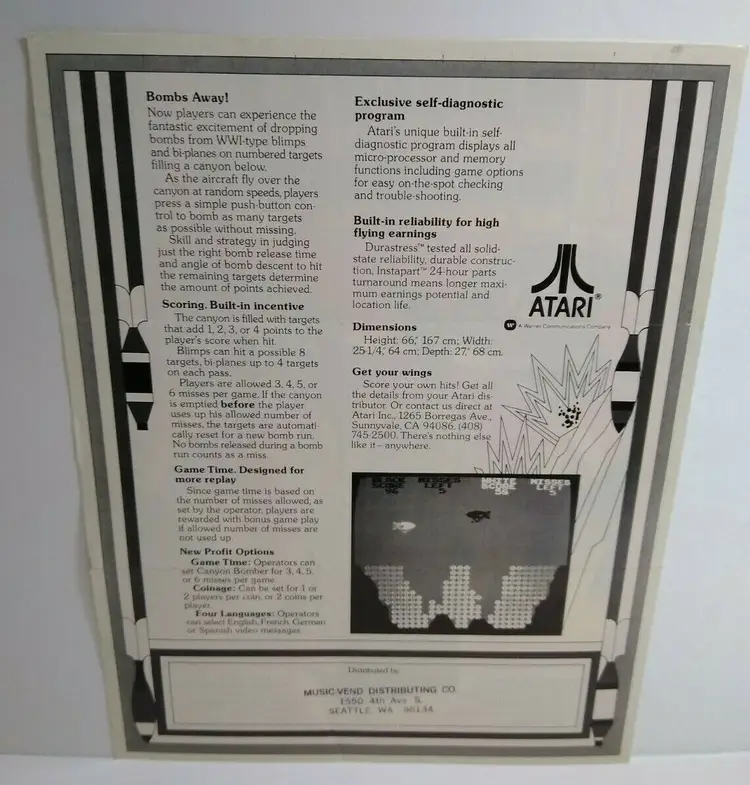 Bombs Away!
Now players can experience the
fantastic excitement of dropping
bombs from WWI-type blimps
and bi-planes on numbered targets
filling a canyon below.
As the aircraft fly over the
canyon at random speeds, players
press a simple push-button con-
trol to bomb as many targets
as possible without missing.
Skill and strategy in judging
just the right bomb release time
and angle of bomb descent to hit
the remaining targets determine
the amount of points achieved.
Scoring. Built-in incentive
The canyon is filled with targets
that add 1, 2, 3, or 4 points to the
player's score when hit.
Blimps can hit a possible 8
targets, bi-planes up to 4 targets
on each pass.
Players are allowed 3, 4, 5, or
6 misses per game. If the canyon
is emptied before the player
uses up his allowed number of
misses, the targets are automati-
cally reset for a new bomb run.
No bombs released during a bomb
run counts as a miss.
Game Time. Designed for
more replay
Since game time is based on
the number of misses allowed, as
set by the operator, players are
rewarded with bonus game play
if allowed number of misses are
not used up.
New Profit Options
Game Time: Operators can
set Canyon Bomber for 3, 4, 5,
or 6 misses per game.
Coinage: Can be set for 1 or
2 players per coin, or 2 coins per
player.
Four Languages: Operators
can select English, French, German
or Spanish video messages.
Exclusive self-diagnostic
program
Atari's unique built-in self-
diagnostic program displays all
micro-processor and memory
functions including game options
for easy on-the-spot checking
and trouble-shooting.
Built-in reliability for high
flying earnings
Durastress™ tested all solid-
state reliability, durable construc-
tion, Instapart™ 24-hour parts
turnaround means longer maxi-
mum earnings potential and
location life.
Dimensions
Height: 66," 167 cm; Width:
25-1/4," 64 cm; Depth: 27," 68 cm.
Get your wings
Score your own hits! Get all
the details from your Atari dis-
tributor. Or contact us direct at
Atari Inc., 1265 Borregas Ave.,
Sunnyvale, CA 94086. (408)
745-2500. There's nothing else
like it – anywhere.
ATARI®
A Warner Communications Company
BLACK MISSES WHITE MISSES
SCORE LEFT SCORE LEFT
96 5 58 5
Distributed by
MUSIC-VEND DISTRIBUTING CO.
1550 4th Ave S.
SEATTLE, WA 98134